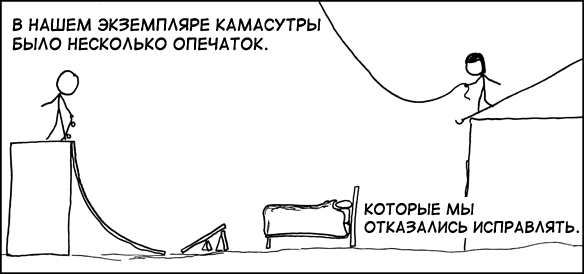 В НАШЕМ ЭКЗЕМПЛЯРЕ КАМАСУТРЫ
БЫЛО НЕСКОЛЬКО ОПЕЧАТОК.
КОТОРЫЕ МЫ
ОТКАЗАЛИСЬ ИСПРАВЛЯТЬ.